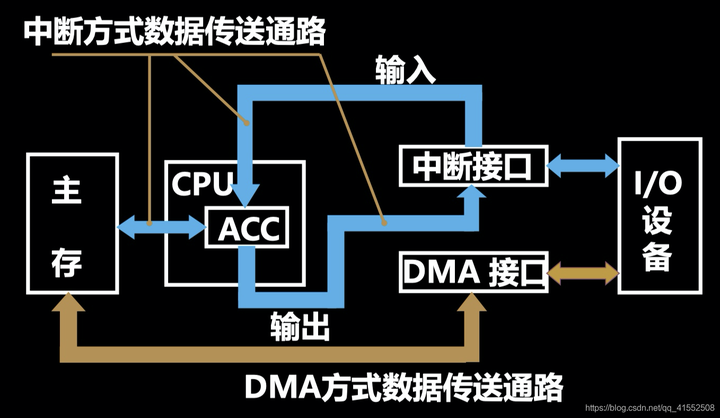 中断方式数据传送通路
输入
主
存
CPU
ACC
中断接口
DMA 接口
I/O
设
备
输出
DMA方式数据传送通路
https://blog.csdn.net/qq_41552508